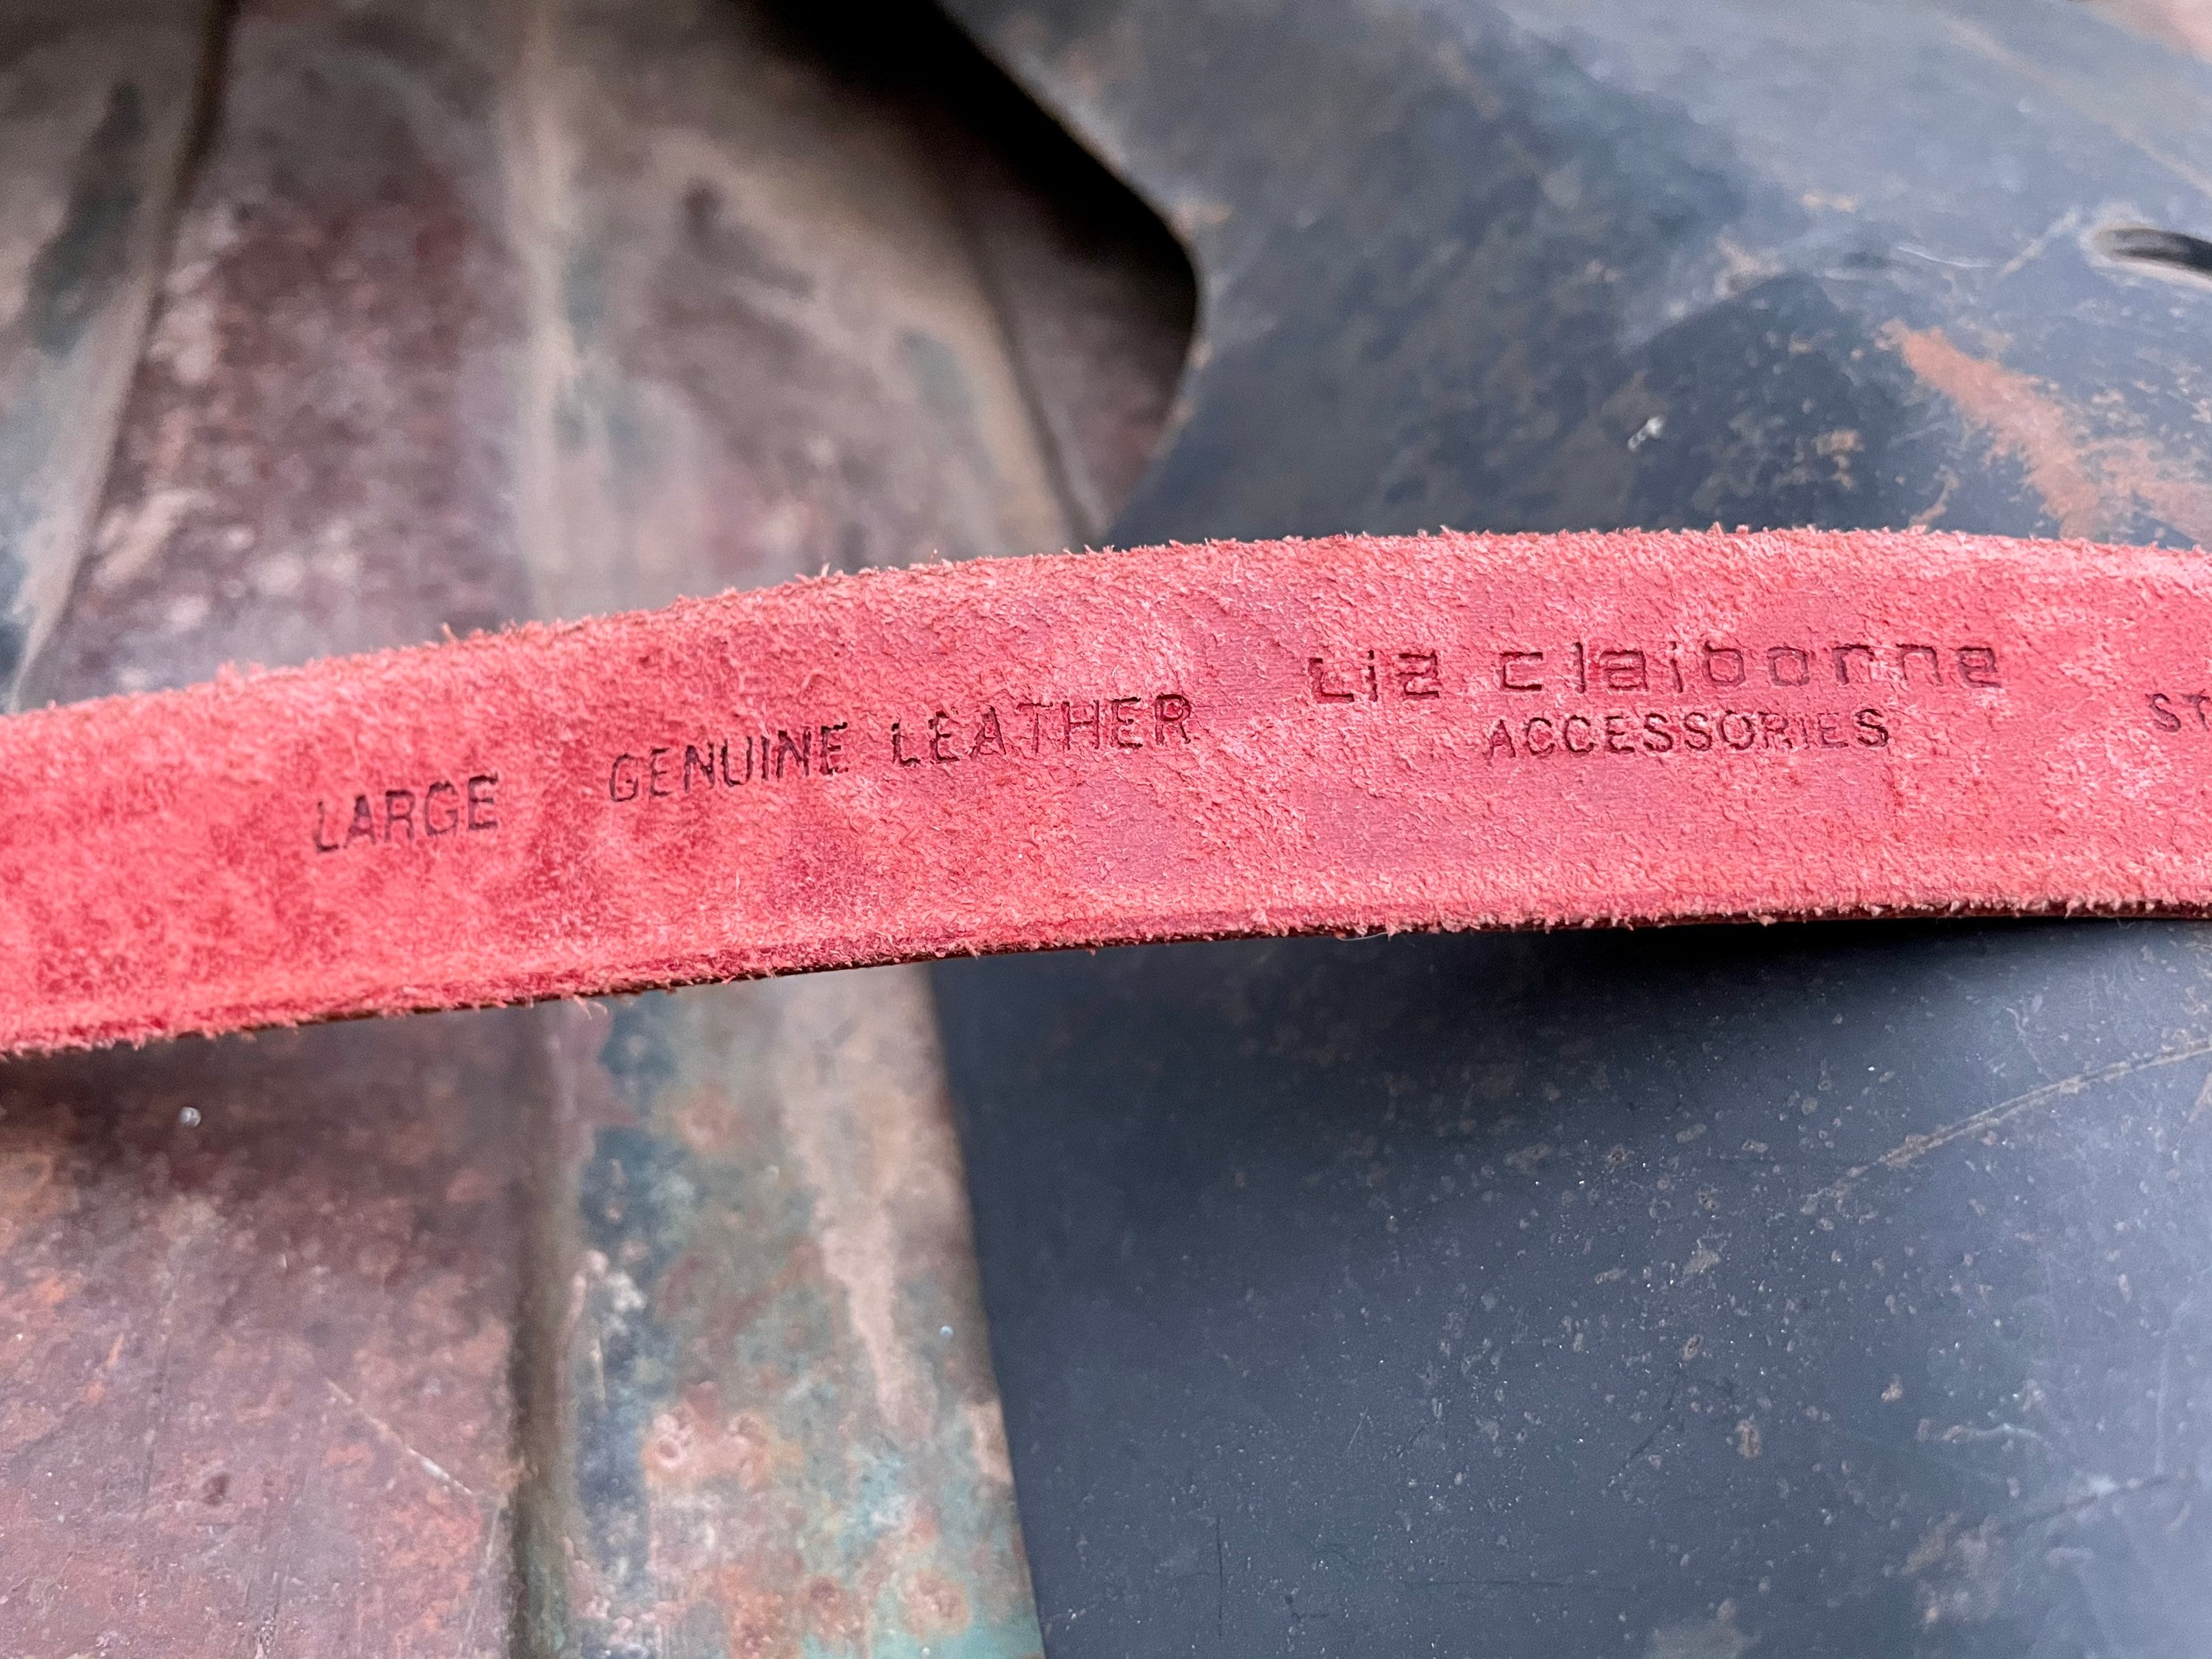 LARGE GENUINE LEATHER Liz claiborne
ACCESSORIES